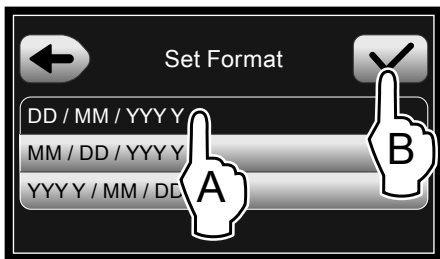 Set Format
DD / MM / YYY Y
MM / DD / YYY Y
YYY Y / MM / DD
A
B